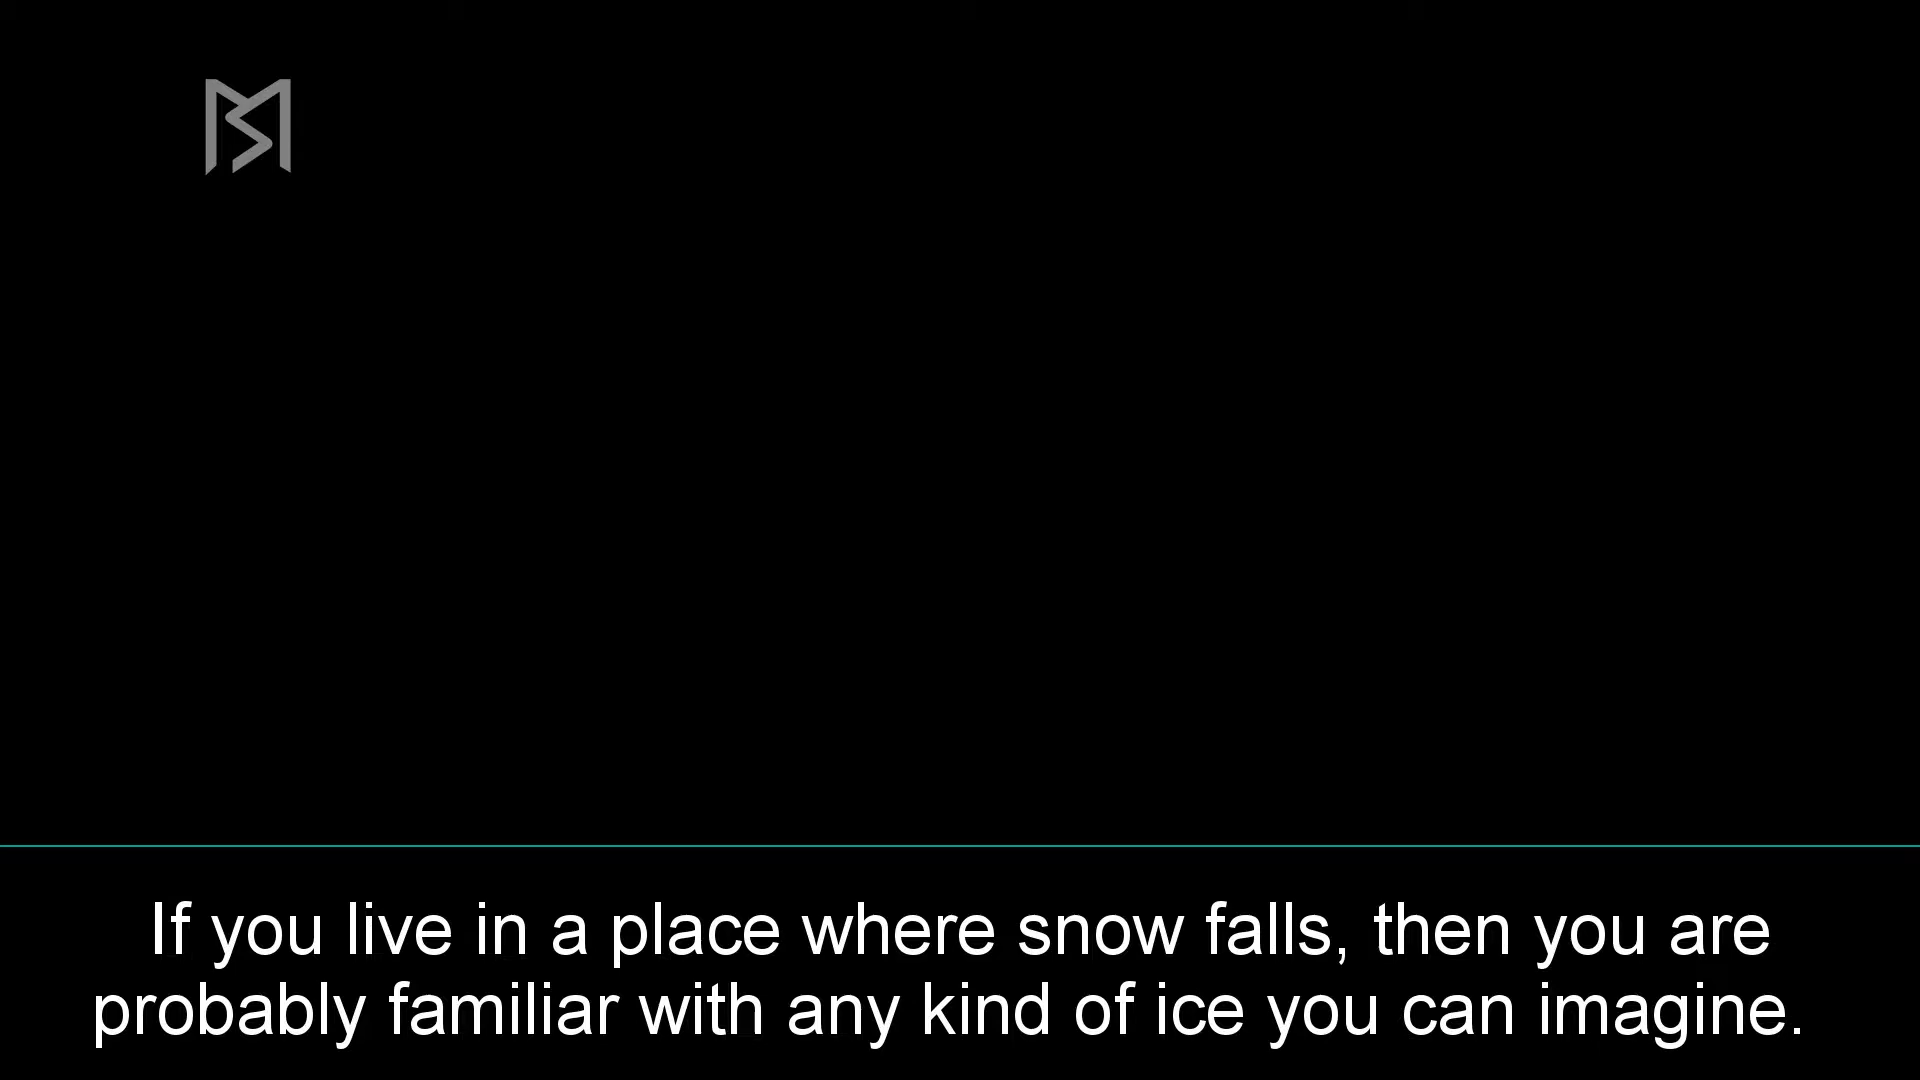 If you live in a place where snow falls, then you are
probably familiar with any kind of ice you can imagine.